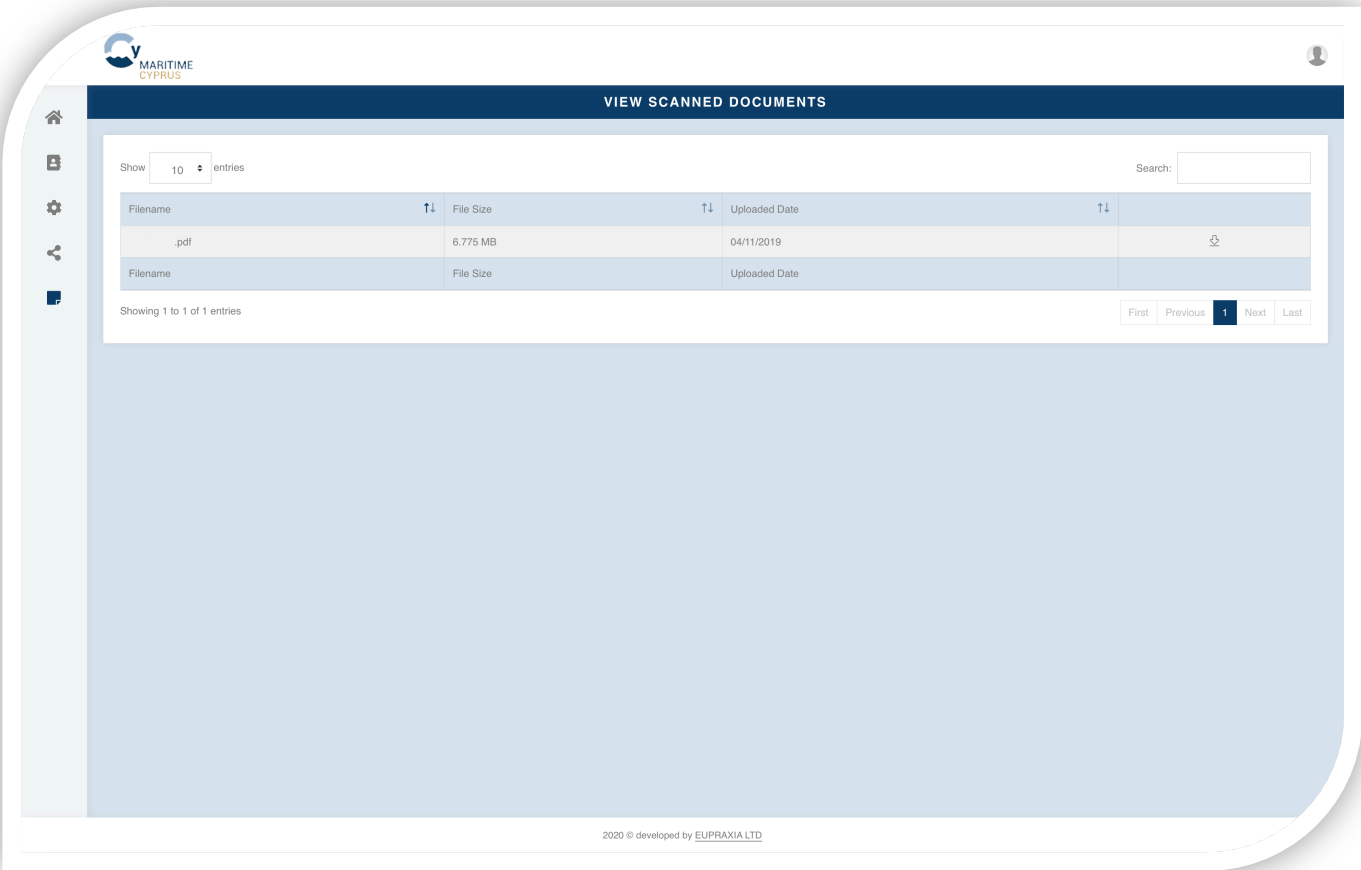 Cy
MARITIME
CYPRUS
VIEW SCANNED DOCUMENTS
Show 10 entries Search:
Filename File Size Uploaded Date
.pdf 6.775 MB 04/11/2019
Filename File Size Uploaded Date
Showing 1 to 1 of 1 entries First Previous 1 Next Last
2020 © developed by EUPRAXIA LTD